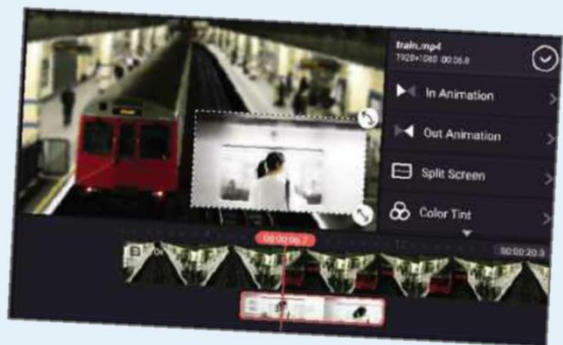 train.mp4
1920×1080 00:06.8
In Animation
Out Animation
Split Screen
Color Tint
00:00:06.7
00:00:20.9